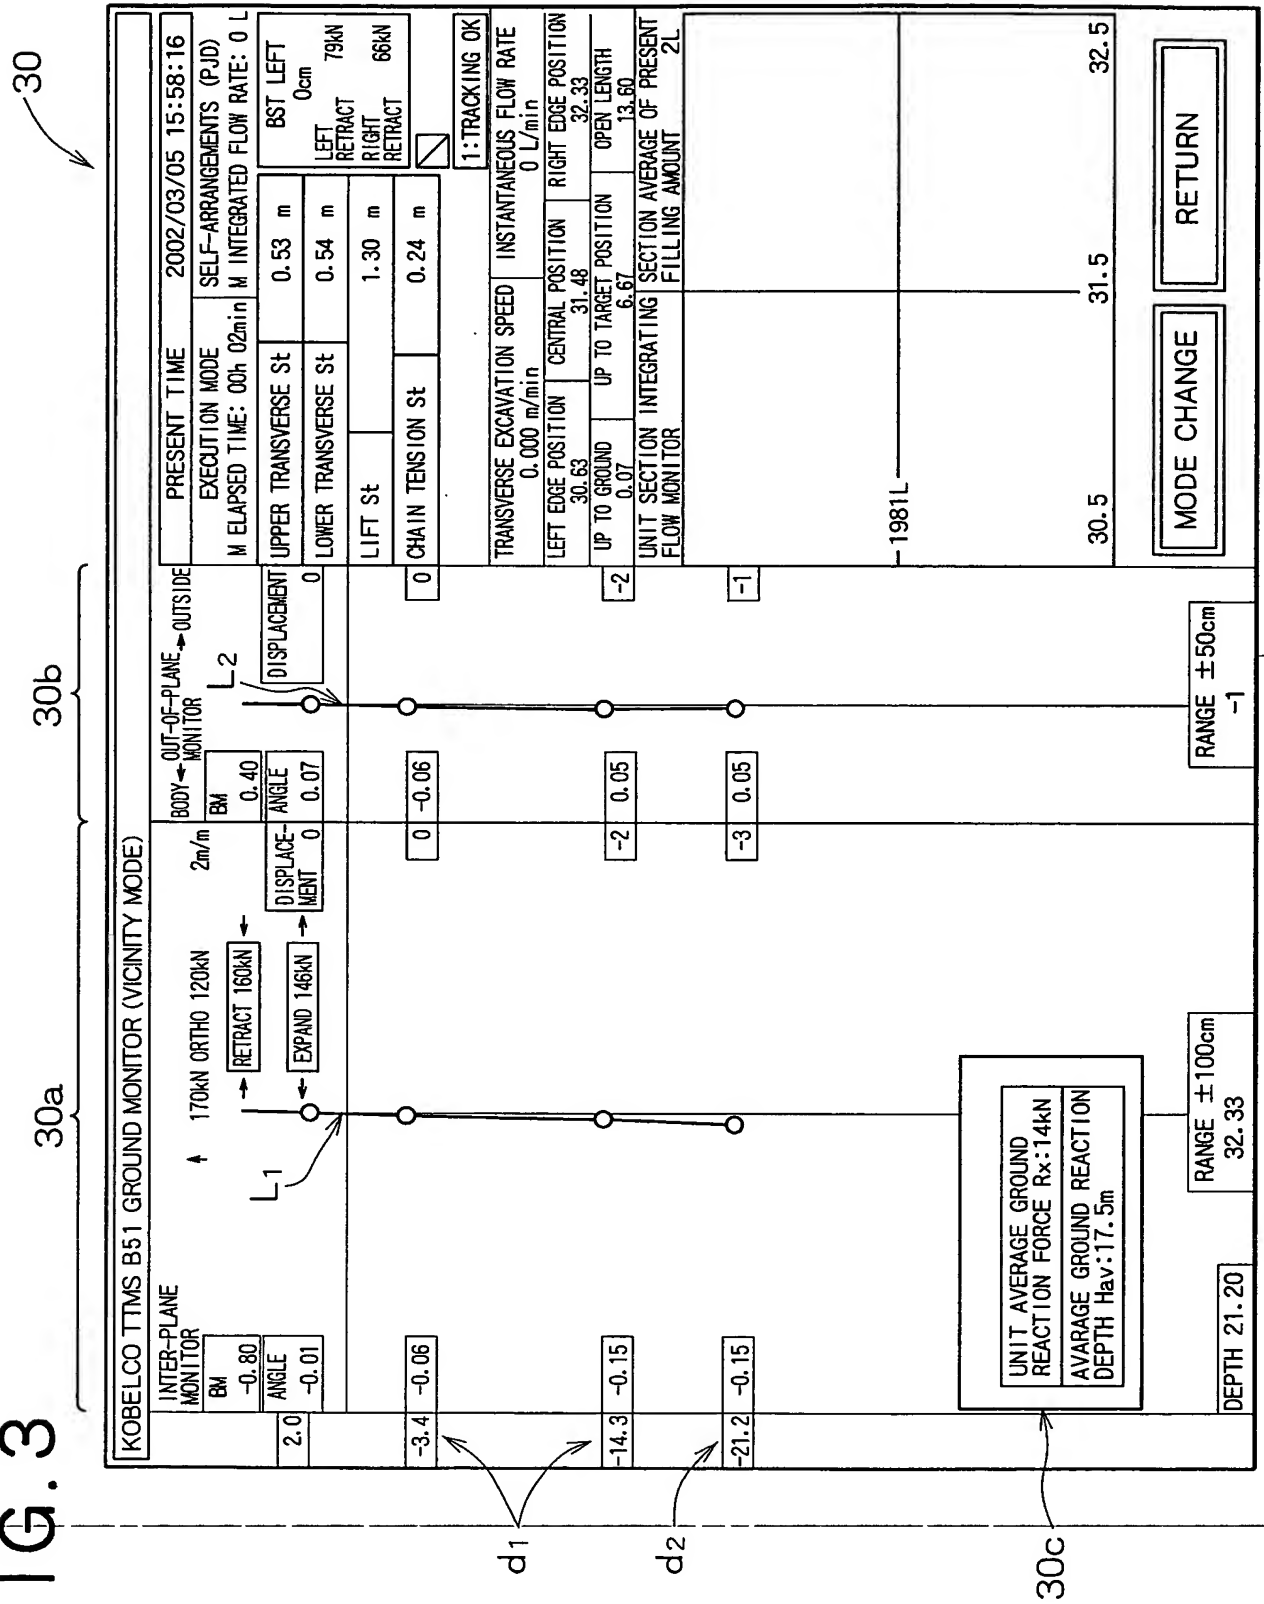 FIG. 3
30
30a
30b
KOBELCO TTMS B51 GROUND MONITOR (VICINITY MODE)
INTER-PLANE
MONITOR
BM
-0.80
ANGLE
-0.01
2.0
-3.4
-0.06
-14.3
-0.15
-21.2
-0.15
d1
d2
170kN ORTHO 120kN
2m/m
RETRACT 160kN
EXPAND 146kN
DISPLACE-
MENT 0
0
-2
-3
L1
UNIT AVERAGE GROUND
REACTION FORCE Rx:14kN
AVARAGE GROUND REACTION
DEPTH Hav:17.5m
30c
DEPTH 21.20
RANGE ±100cm
32.33
BODY OUT-OF-PLANE OUTSIDE
MONITOR
BM
0.40
ANGLE
0.07
-0.06
0.05
0.05
DISPLACEMENT
0
0
-2
-1
L2
RANGE ±50cm
-1
PRESENT TIME 2002/03/05 15:58:16
EXECUTION MODE SELF-ARRANGEMENTS (PJD)
M ELAPSED TIME: 00h 02min M INTEGRATED FLOW RATE: 0 L
UPPER TRANSVERSE St 0.53 m
LOWER TRANSVERSE St 0.54 m
LIFT St 1.30 m
CHAIN TENSION St 0.24 m
BST LEFT
0cm
LEFT
RETRACT 79kN
RIGHT
RETRACT 66kN
1:TRACKING OK
TRANSVERSE EXCAVATION SPEED INSTANTANEOUS FLOW RATE
0.000 m/min 0 L/min
LEFT EDGE POSITION CENTRAL POSITION RIGHT EDGE POSITION
30.63 31.48 32.33
UP TO GROUND UP TO TARGET POSITION OPEN LENGTH
0.07 6.67 13.60
UNIT SECTION INTEGRATING SECTION AVERAGE OF PRESENT
FLOW MONITOR FILLING AMOUNT 2L
1981L
30.5 31.5 32.5
MODE CHANGE
RETURN